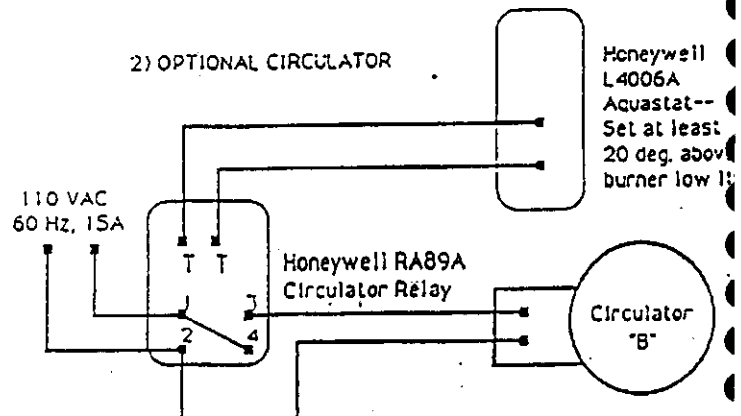 2) OPTIONAL CIRCULATOR
Honeywell
L4006A
Aquastat--
Set at least
20 deg. abov
burner low li
110 VAC
60 Hz, 15A
T T
Honeywell RA89A
Circulator Relay
1 3
2 4
Circulator
"B"